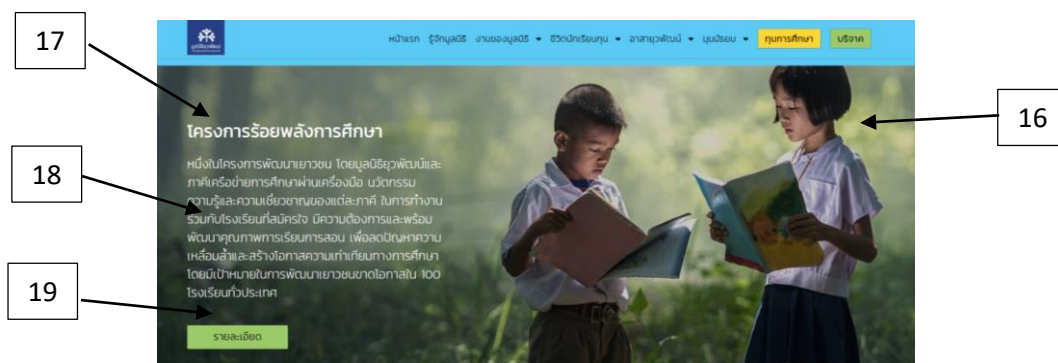 17
มูลนิธิยุวพัฒน์
หน้าแรก รู้จักมูลนิธิ งานของมูลนิธิ ชีวิตนักเรียนทุน อาสายุวพัฒน์ มุมมัธยม ทุนการศึกษา บริจาค
16
โครงการร้อยพลังการศึกษา
หนึ่งในโครงการพัฒนาเยาวชน โดยมูลนิธิยุวพัฒน์และ
ภาคีเครือข่ายการศึกษาผ่านเครื่องมือ นวัตกรรม
18
ความรู้และความเชี่ยวชาญของแต่ละภาคี ในการทำงาน
ร่วมกับโรงเรียนที่สมัครใจ มีความต้องการและพร้อม
พัฒนาคุณภาพการเรียนการสอน เพื่อลดปัญหาความ
เหลื่อมล้ำและสร้างโอกาสความเท่าเทียมทางการศึกษา
โดยมีเป้าหมายในการพัฒนาเยาวชนขาดโอกาสใน 100
โรงเรียนทั่วประเทศ
19
รายละเอียด